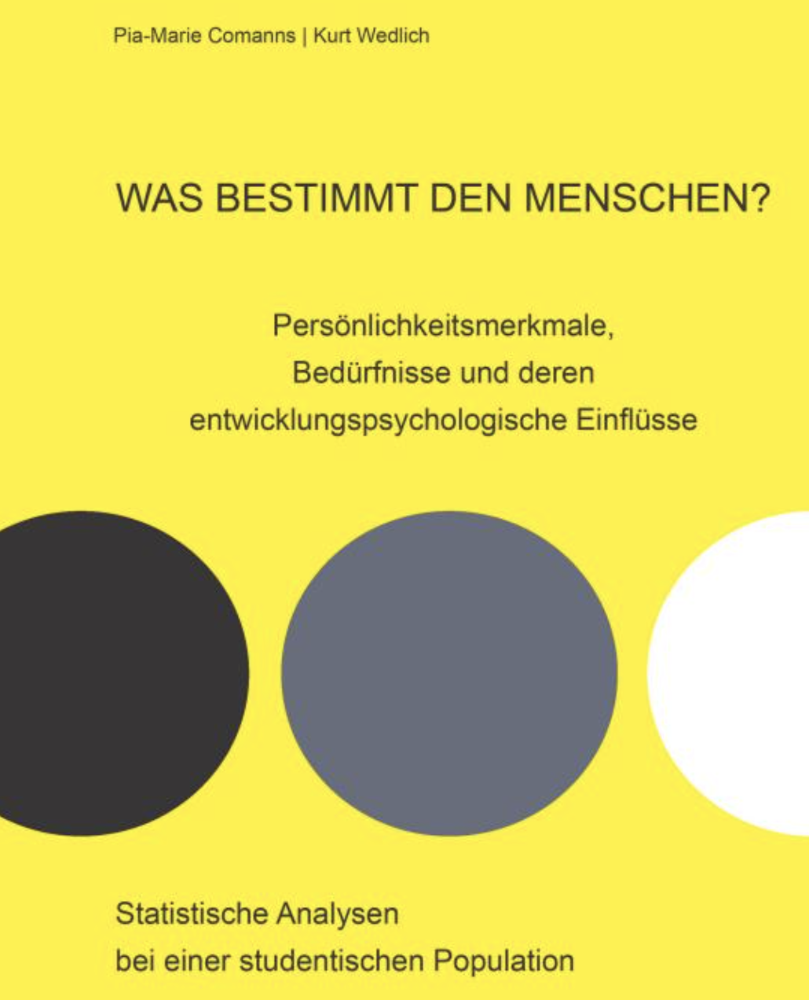 Pia-Marie Comanns | Kurt Wedlich
WAS BESTIMMT DEN MENSCHEN?
Persönlichkeitsmerkmale,
Bedürfnisse und deren
entwicklungspsychologische Einflüsse
Statistische Analysen
bei einer studentischen Population